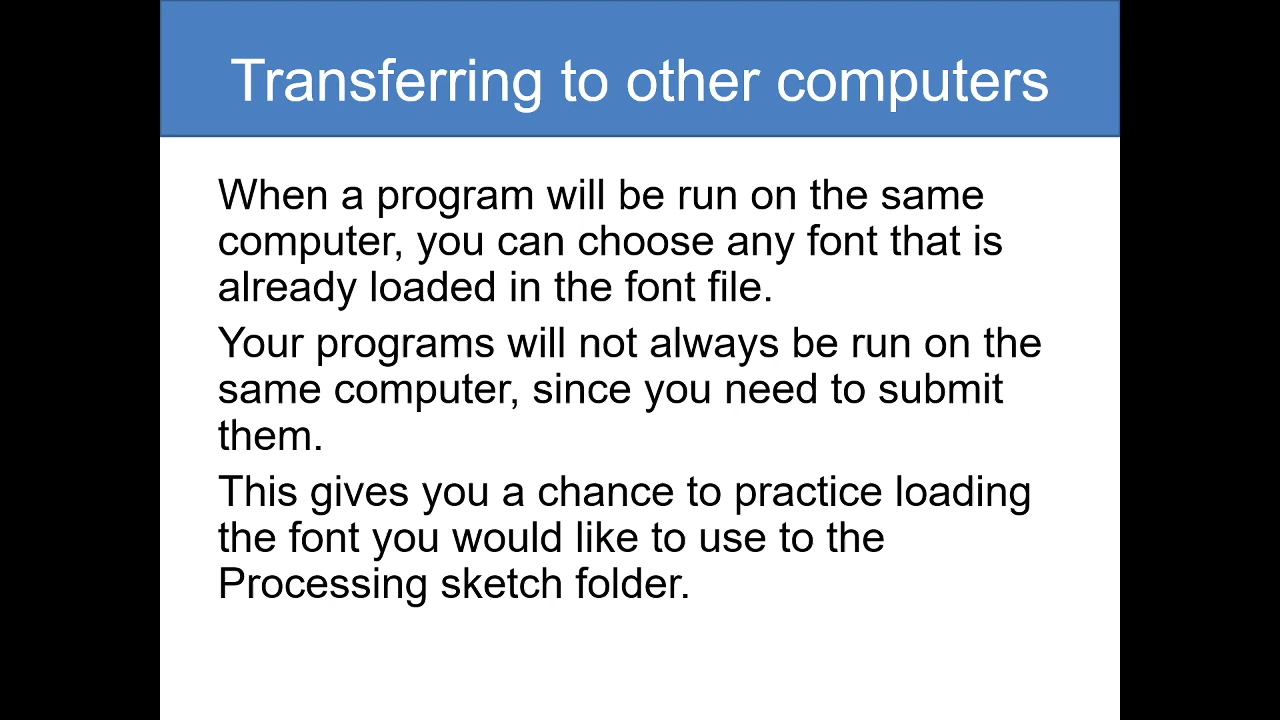 Transferring to other computers
When a program will be run on the same
computer, you can choose any font that is
already loaded in the font file.
Your programs will not always be run on the
same computer, since you need to submit
them.
This gives you a chance to practice loading
the font you would like to use to the
Processing sketch folder.